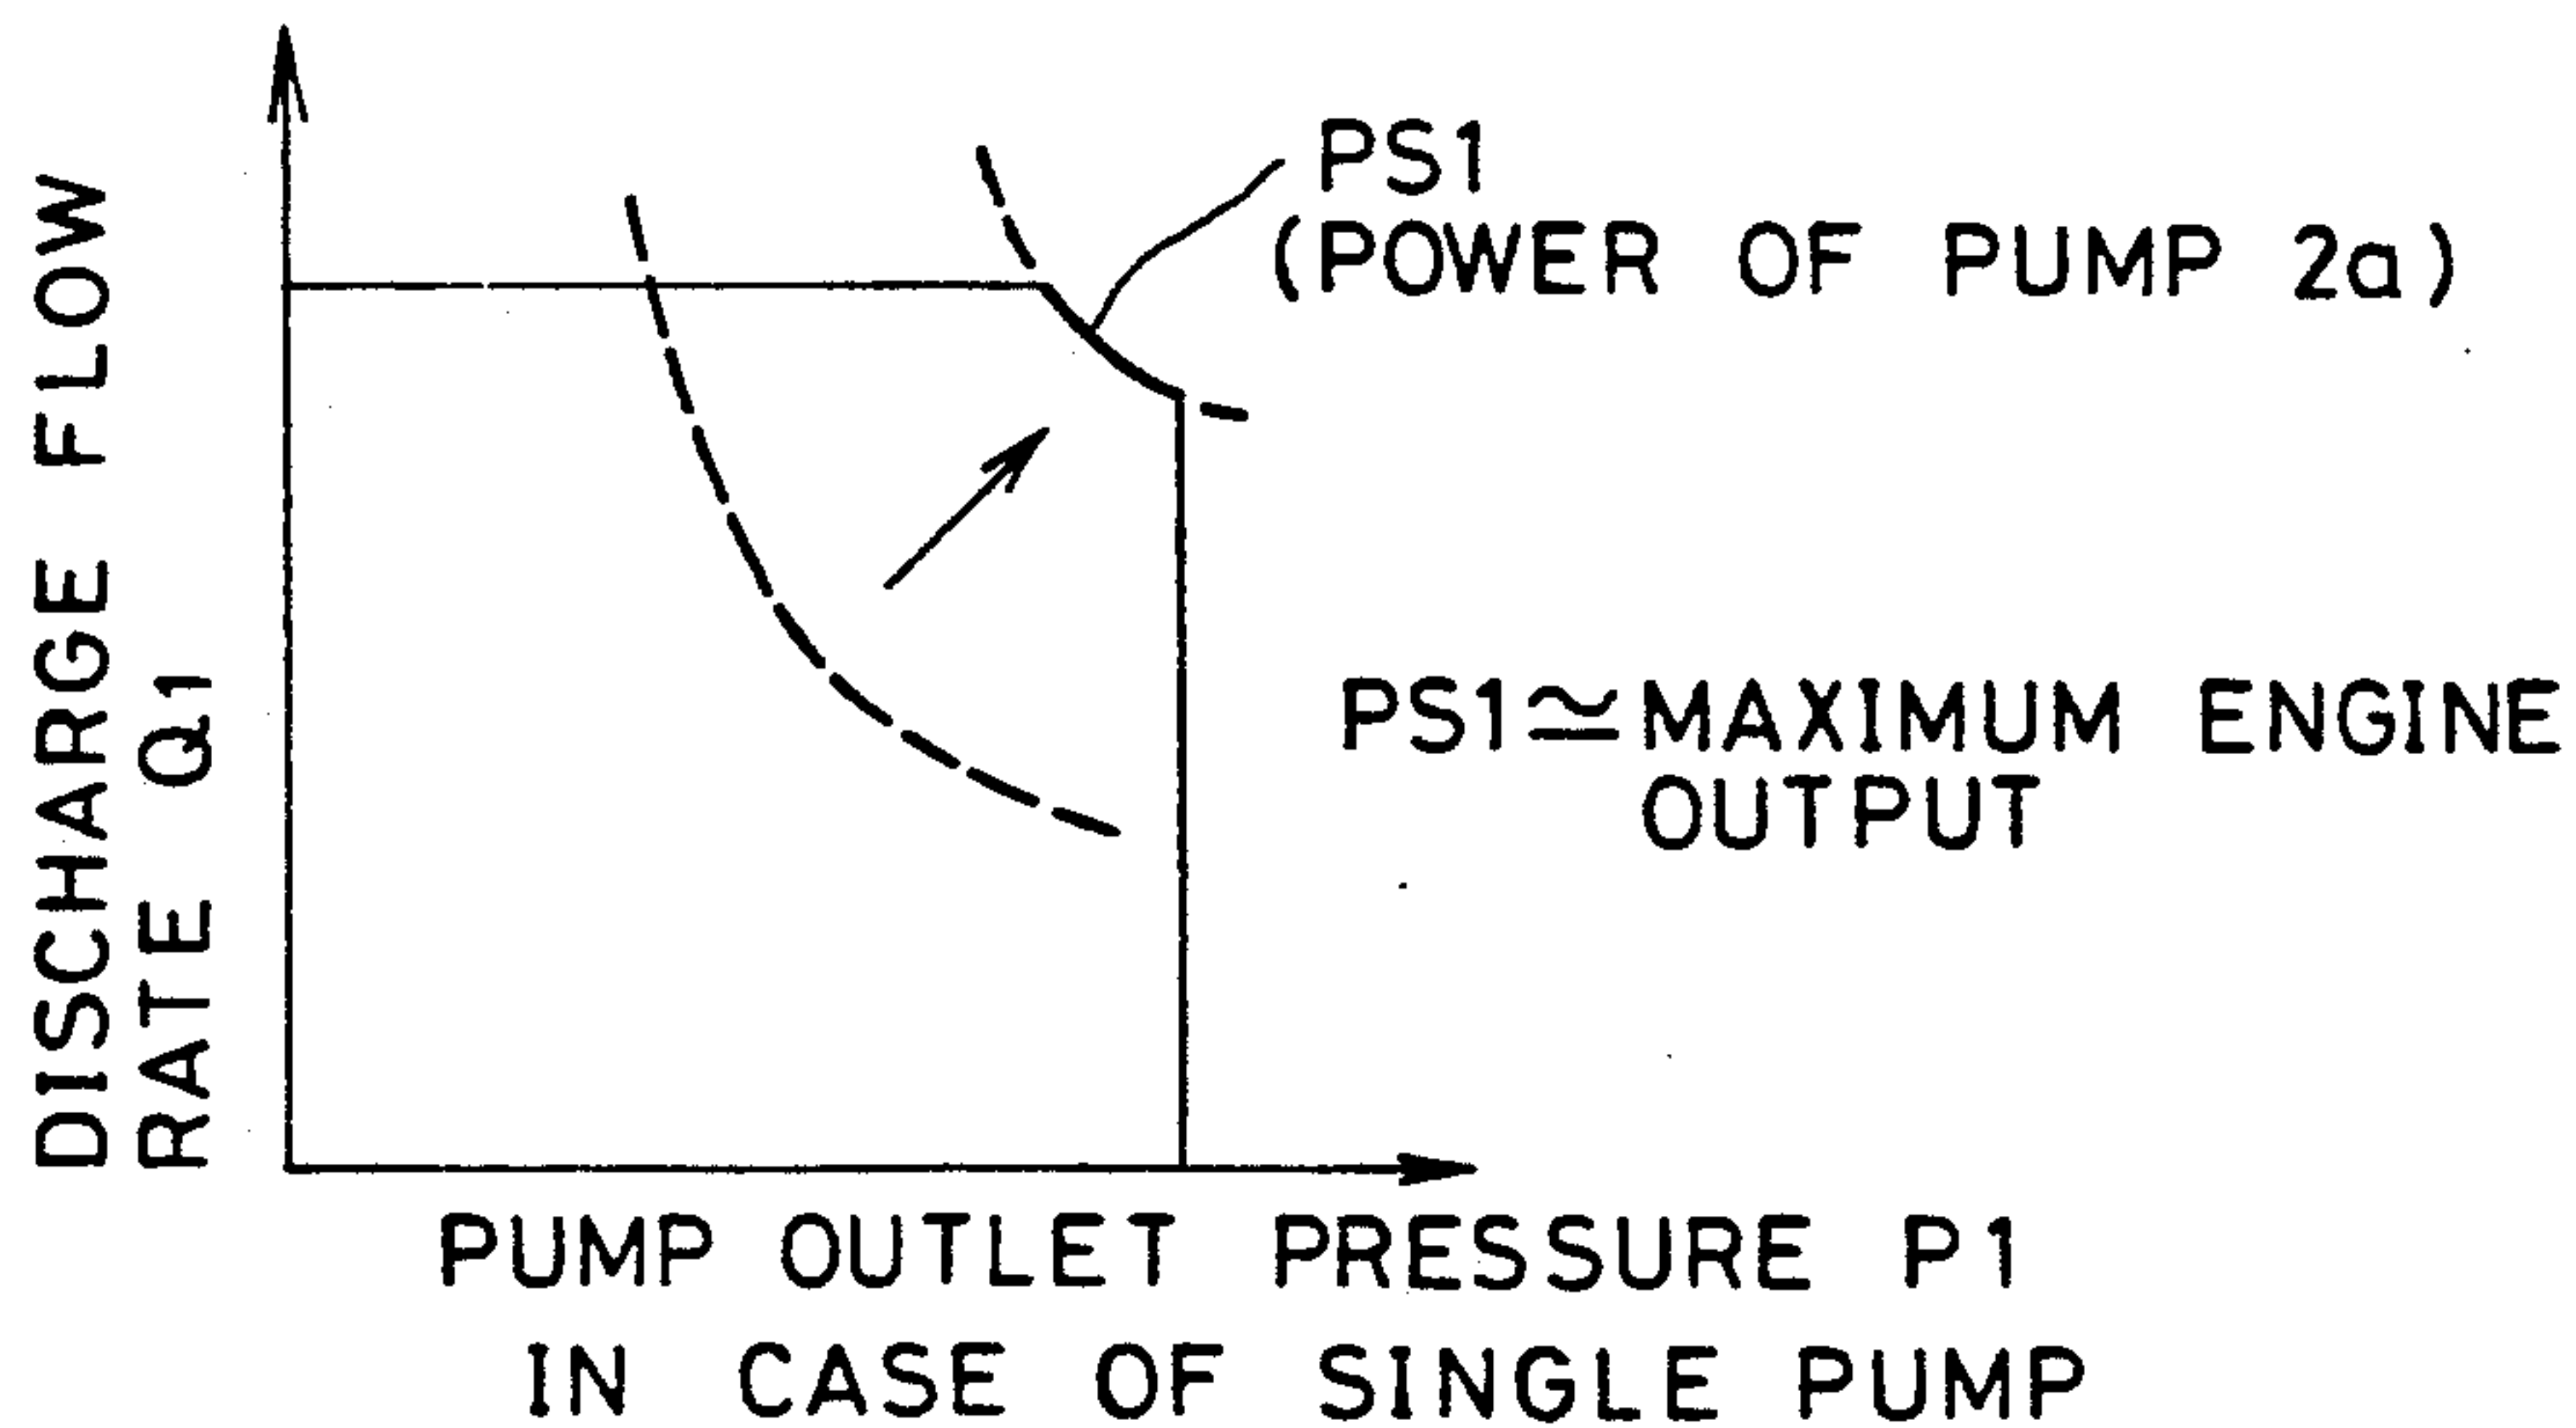 DISCHARGE FLOW
RATE Q1
PS1
(POWER OF PUMP 2a)
PS1≃MAXIMUM ENGINE
OUTPUT
PUMP OUTLET PRESSURE P1
IN CASE OF SINGLE PUMP